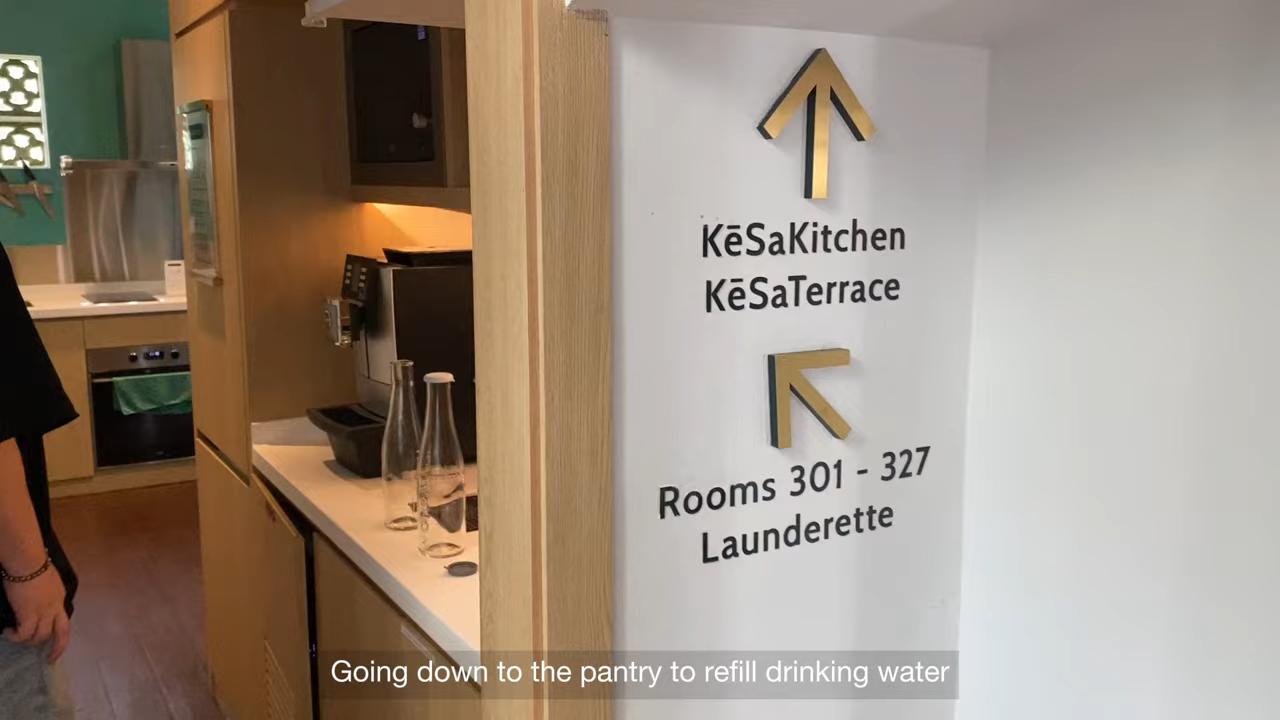 KēSaKitchen
KēSaTerrace
Rooms 301 - 327
Launderette
Going down to the pantry to refill drinking water